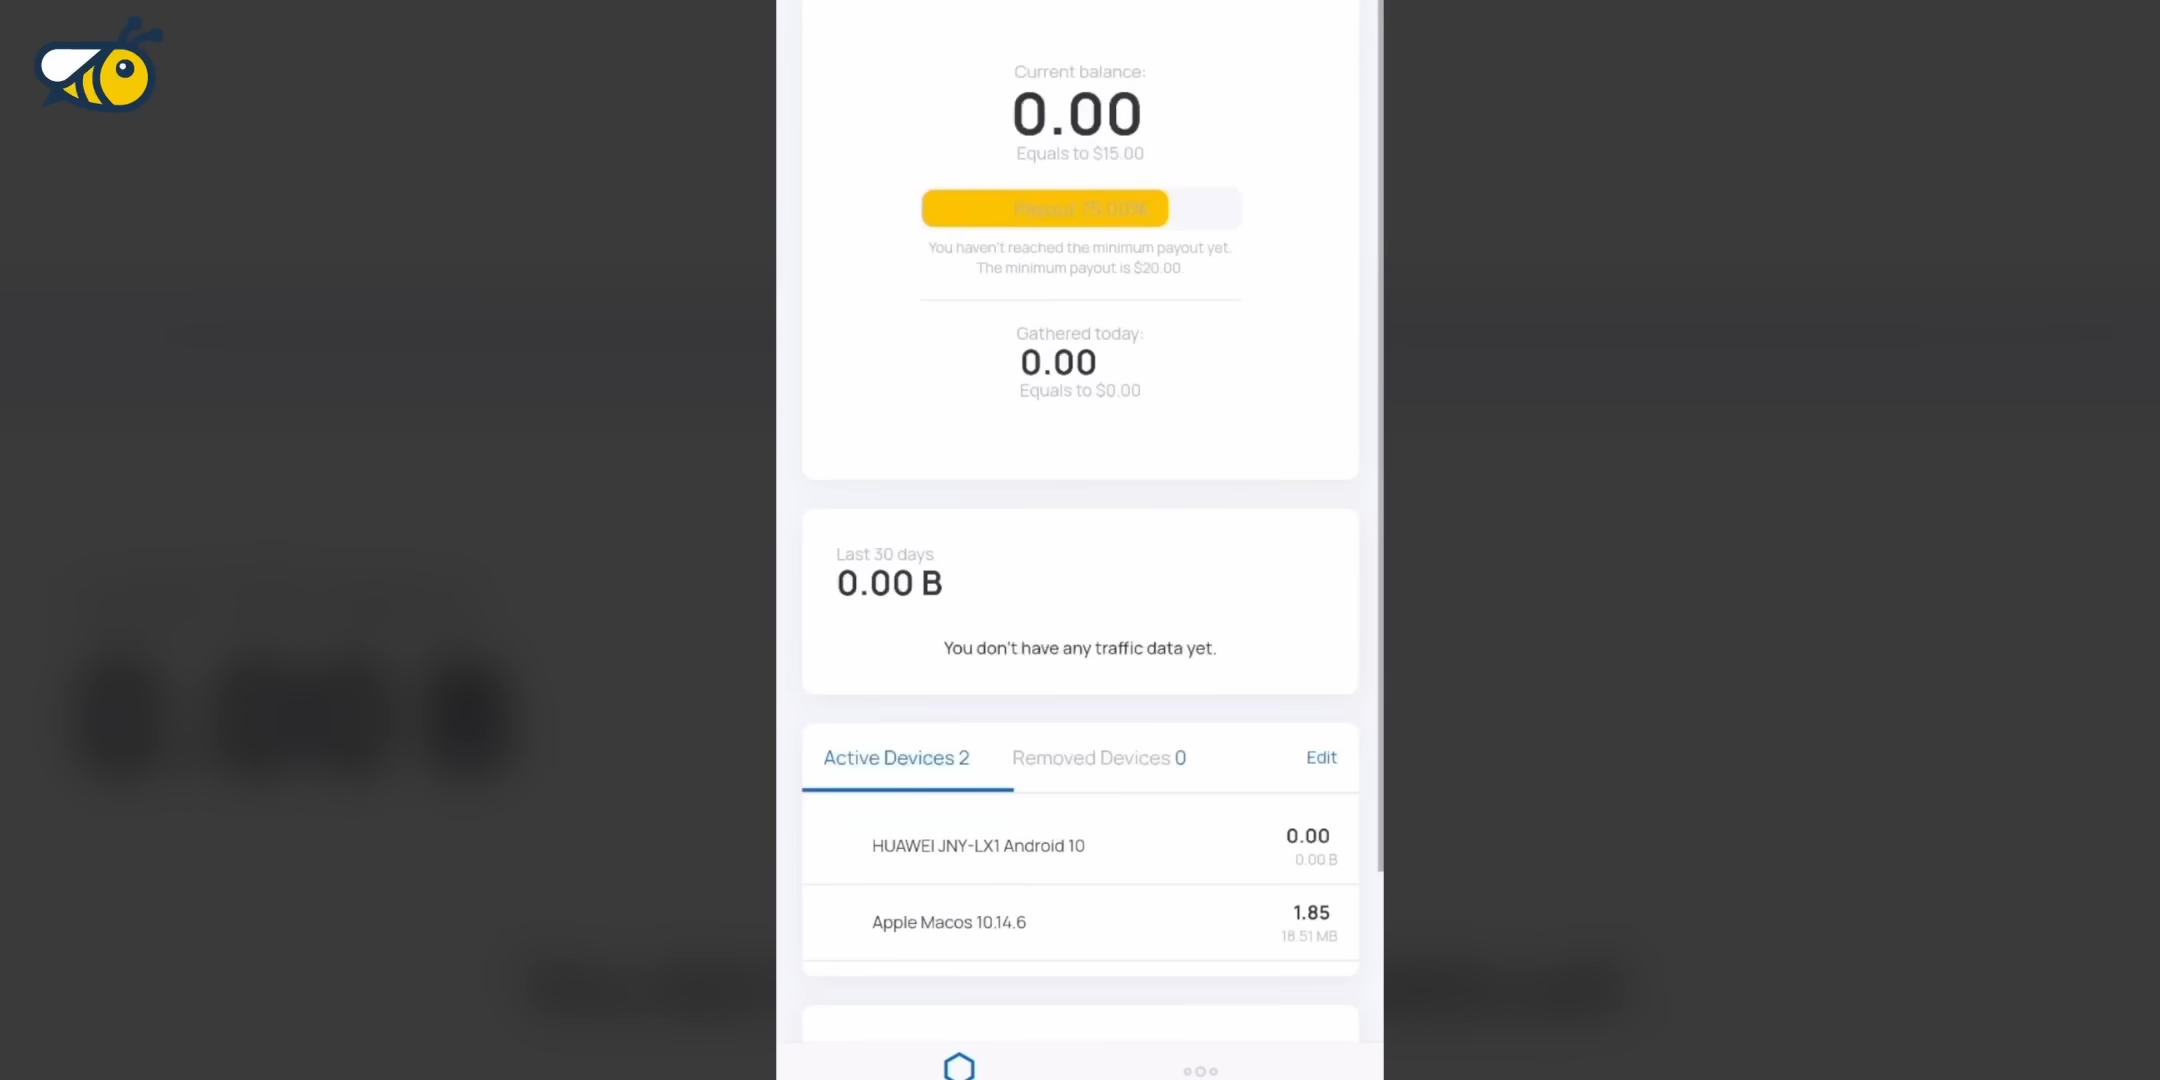 Current balance:
0.00
Equals to $15.00
Payout 75.00%
You haven't reached the minimum payout yet.
The minimum payout is $20.00.
Gathered today:
0.00
Equals to $0.00
Last 30 days
0.00 B
You don't have any traffic data yet.
Active Devices 2 Removed Devices 0 Edit
HUAWEI JNY-LX1 Android 10 0.00
0.00 B
Apple Macos 10.14.6 1.85
18.51 MB